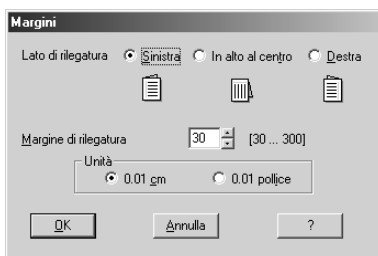 Margini
Lato di rilegatura Sinistra In alto al centro Destra
Margine di rilegatura 30 [30 ... 300]
Unità
0.01 cm 0.01 pollice
OK Annulla ?